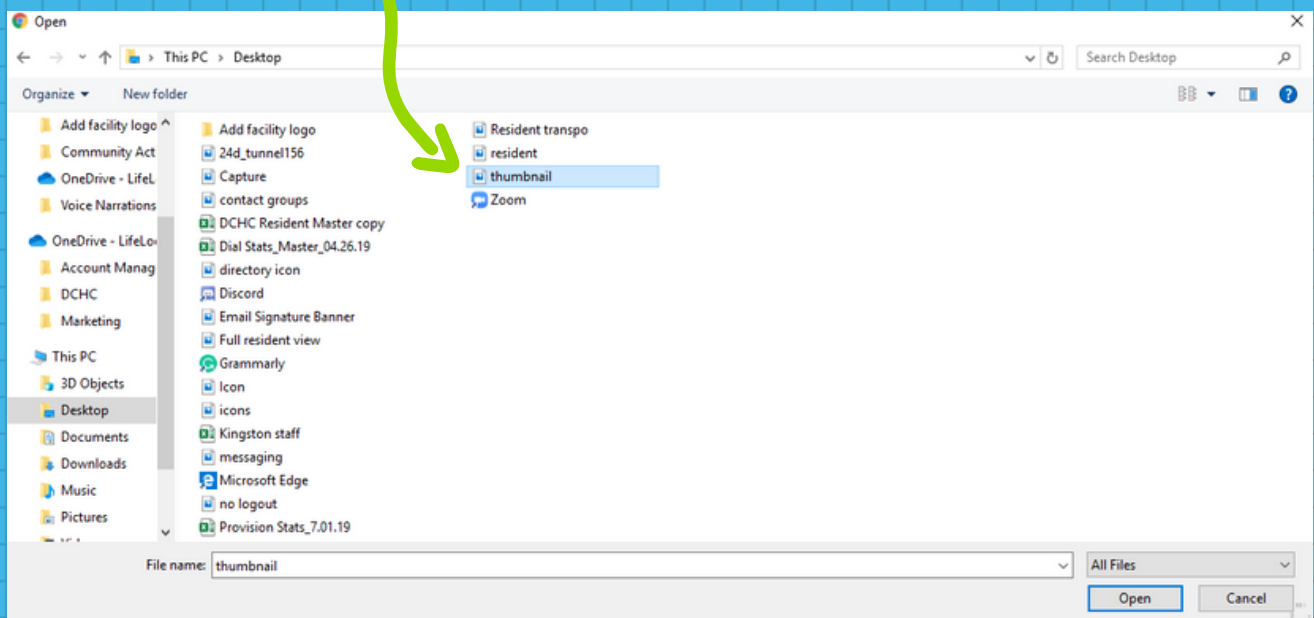 Open
This PC > Desktop
Search Desktop
Organize
New folder
Add facility logo
Community Act
OneDrive - LifeL
Voice Narrations
OneDrive - LifeLo
Account Manag
DCHC
Marketing
This PC
3D Objects
Desktop
Documents
Downloads
Music
Pictures
Add facility logo
24d_tunnel156
Capture
contact groups
DCHC Resident Master copy
Dial Stats_Master_04.26.19
directory icon
Discord
Email Signature Banner
Full resident view
Grammarly
Icon
icons
Kingston staff
messaging
Microsoft Edge
no logout
Provision Stats_7.01.19
Resident transpo
resident
thumbnail
Zoom
File name: thumbnail
All Files
Open
Cancel